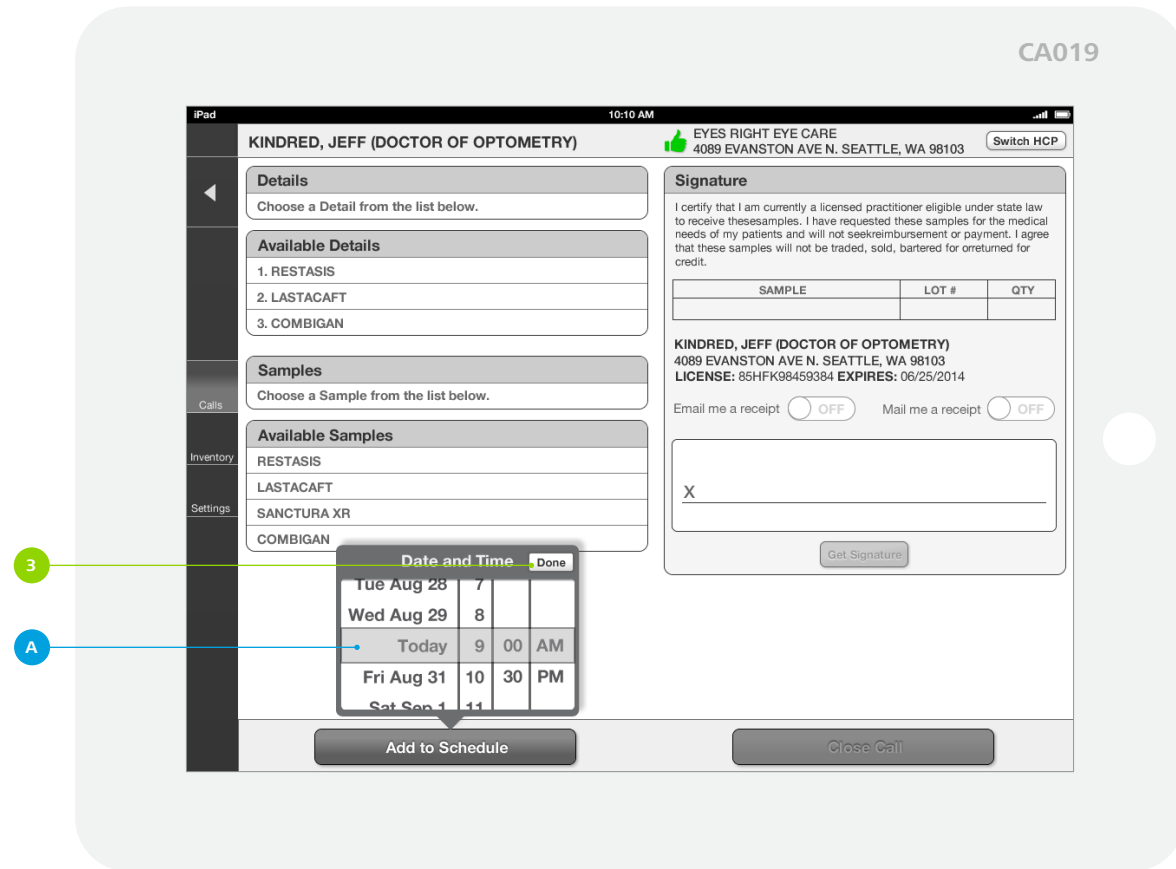 CA019
iPad
10:10 AM
KINDRED, JEFF (DOCTOR OF OPTOMETRY)
EYES RIGHT EYE CARE
4089 EVANSTON AVE N. SEATTLE, WA 98103
Switch HCP
Details
Choose a Detail from the list below.
Available Details
1. RESTASIS
2. LASTACAFT
3. COMBIGAN
Samples
Choose a Sample from the list below.
Available Samples
RESTASIS
LASTACAFT
SANCTURA XR
COMBIGAN
Calls
Inventory
Settings
Signature
I certify that I am currently a licensed practitioner eligible under state law
to receive thesesamples. I have requested these samples for the medical
needs of my patients and will not seekreimbursement or payment. I agree
that these samples will not be traded, sold, bartered for orreturned for
credit.
SAMPLE LOT # QTY
KINDRED, JEFF (DOCTOR OF OPTOMETRY)
4089 EVANSTON AVE N. SEATTLE, WA 98103
LICENSE: 85HFK98459384 EXPIRES: 06/25/2014
Email me a receipt OFF Mail me a receipt OFF
X
Get Signature
3
A
Date and Time Done
Tue Aug 28 7
Wed Aug 29 8
Today 9 00 AM
Fri Aug 31 10 30 PM
Sat Sep 1 11
Add to Schedule
Close Call